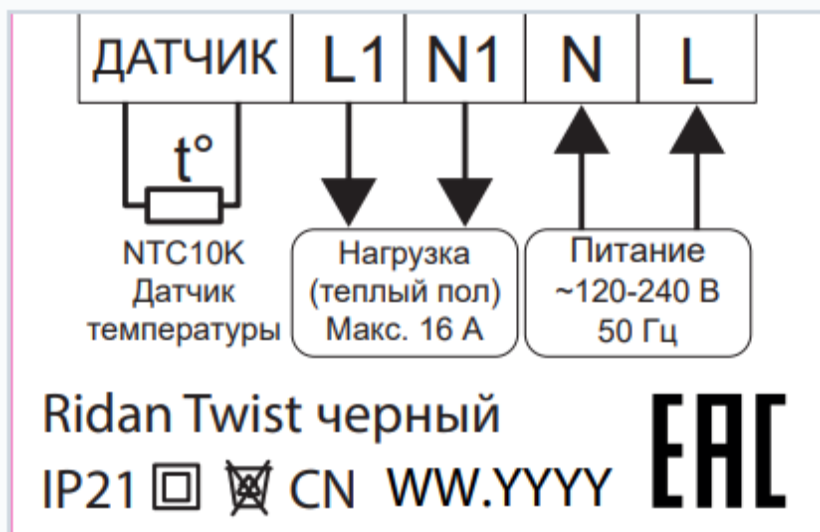 ДАТЧИК L1 N1 N L
t°
NTC10K
Датчик
температуры
Нагрузка
(теплый пол)
Макс. 16 А
Питание
~120-240 В
50 Гц
Ridan Twist черный
IP21 CN WW.YYYY
EAC